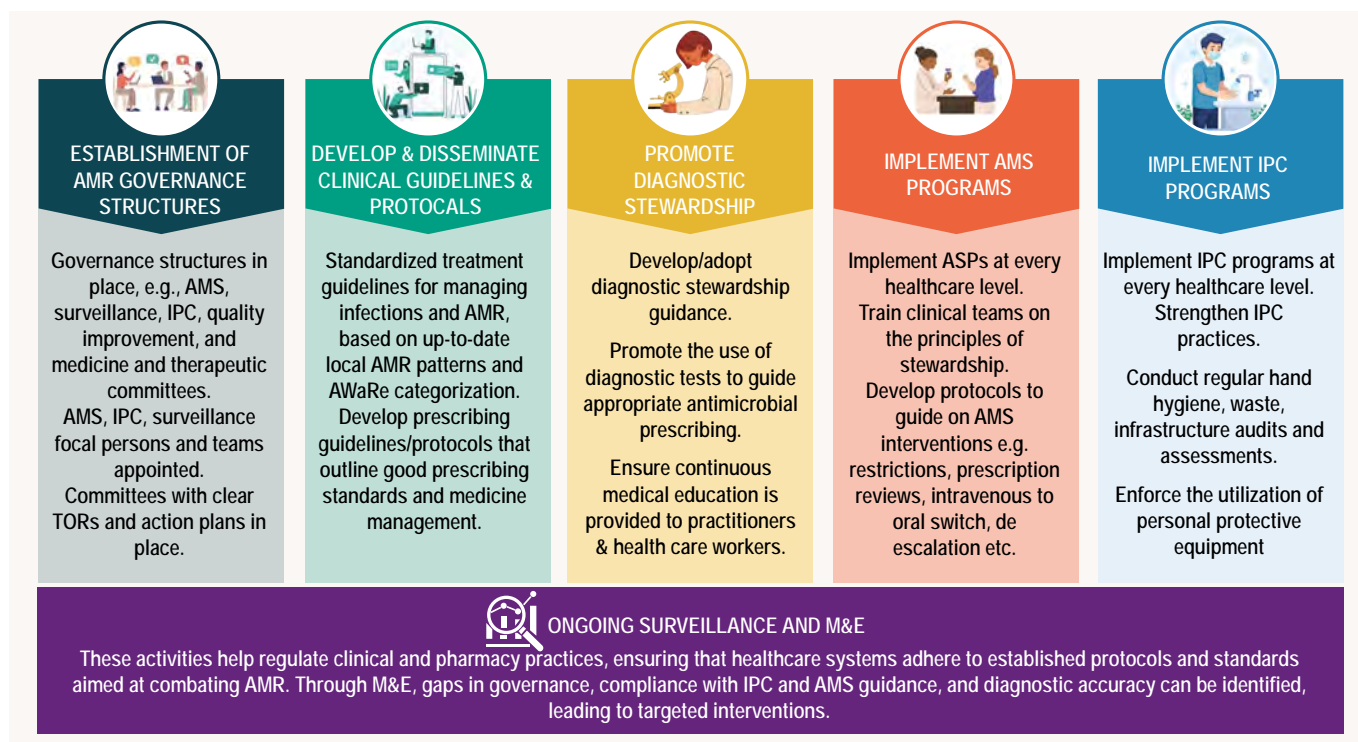 ESTABLISHMENT OF
AMR GOVERNANCE
STRUCTURES
Governance structures in
place, e.g., AMS,
surveillance, IPC, quality
improvement, and
medicine and therapeutic
committees.
AMS, IPC, surveillance
focal persons and teams
appointed.
Committees with clear
TORs and action plans in
place.
DEVELOP & DISSEMINATE
CLINICAL GUIDELINES &
PROTOCALS
Standardized treatment
guidelines for managing
infections and AMR,
based on up-to-date
local AMR patterns and
AWaRe categorization.
Develop prescribing
guidelines/protocols that
outline good prescribing
standards and medicine
management.
PROMOTE
DIAGNOSTIC
STEWARDSHIP
Develop/adopt
diagnostic stewardship
guidance.
Promote the use of
diagnostic tests to guide
appropriate antimicrobial
prescribing.
Ensure continuous
medical education is
provided to practitioners
& health care workers.
IMPLEMENT AMS
PROGRAMS
Implement ASPs at every
healthcare level.
Train clinical teams on
the principles of
stewardship.
Develop protocols to
guide on AMS
interventions e.g.
restrictions, prescription
reviews, intravenous to
oral switch, de
escalation etc.
IMPLEMENT IPC
PROGRAMS
Implement IPC programs at
every healthcare level.
Strengthen IPC
practices.
Conduct regular hand
hygiene, waste,
infrastructure audits and
assessments.
Enforce the utilization of
personal protective
equipment
ONGOING SURVEILLANCE AND M&E
These activities help regulate clinical and pharmacy practices, ensuring that healthcare systems adhere to established protocols and standards
aimed at combating AMR. Through M&E, gaps in governance, compliance with IPC and AMS guidance, and diagnostic accuracy can be identified,
leading to targeted interventions.